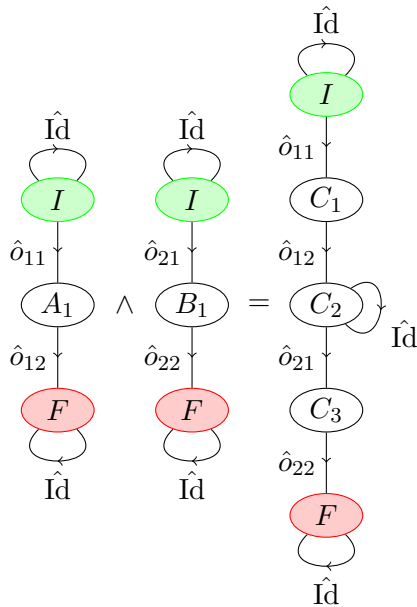 Îd
I
ô₁₁
A₁
ô₁₂
F
Îd
∧
Îd
I
ô₂₁
B₁
ô₂₂
F
Îd
=
Îd
I
ô₁₁
C₁
ô₁₂
C₂
Îd
ô₂₁
C₃
ô₂₂
F
Îd